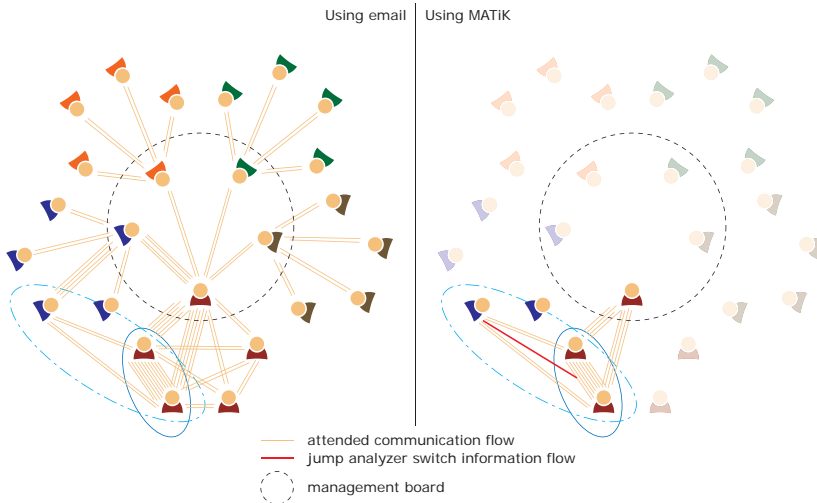 Using email
Using MATiK
attended communication flow
jump analyzer switch information flow
management board